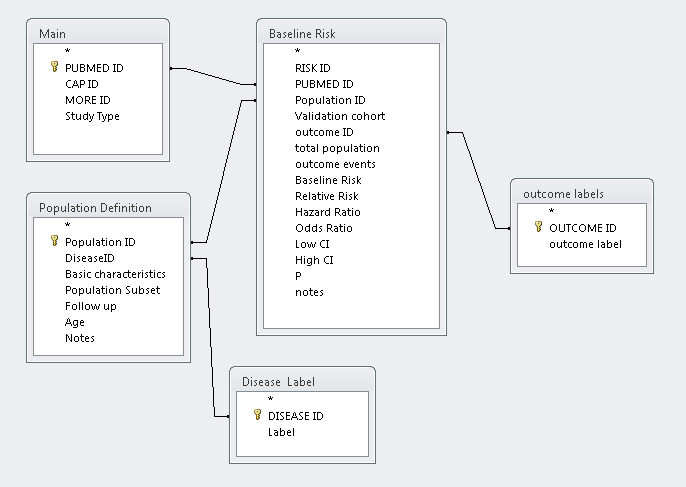 Main
*
PUBMED ID
CAP ID
MORE ID
Study Type
Baseline Risk
*
RISK ID
PUBMED ID
Population ID
Validation cohort
outcome ID
total population
outcome events
Baseline Risk
Relative Risk
Hazard Ratio
Odds Ratio
Low CI
High CI
P
notes
Population Definition
*
Population ID
DiseaseID
Basic characteristics
Population Subset
Follow up
Age
Notes
outcome labels
*
OUTCOME ID
outcome label
Disease Label
*
DISEASE ID
Label